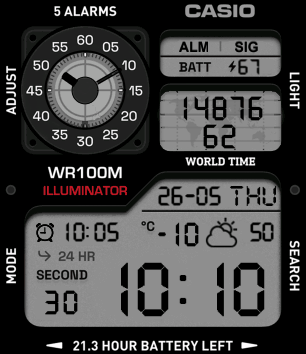 5 ALARMS
CASIO
60 05 10 15 20 25 30 35 40 45 50 55
ADJUST
LIGHT
ALM | SIG
BATT 67
14876
62
WORLD TIME
WR100M
ILLUMINATOR
26-05 THU
10:05
°C -10
50
24 HR
SECOND
30
10:10
MODE
SEARCH
21.3 HOUR BATTERY LEFT